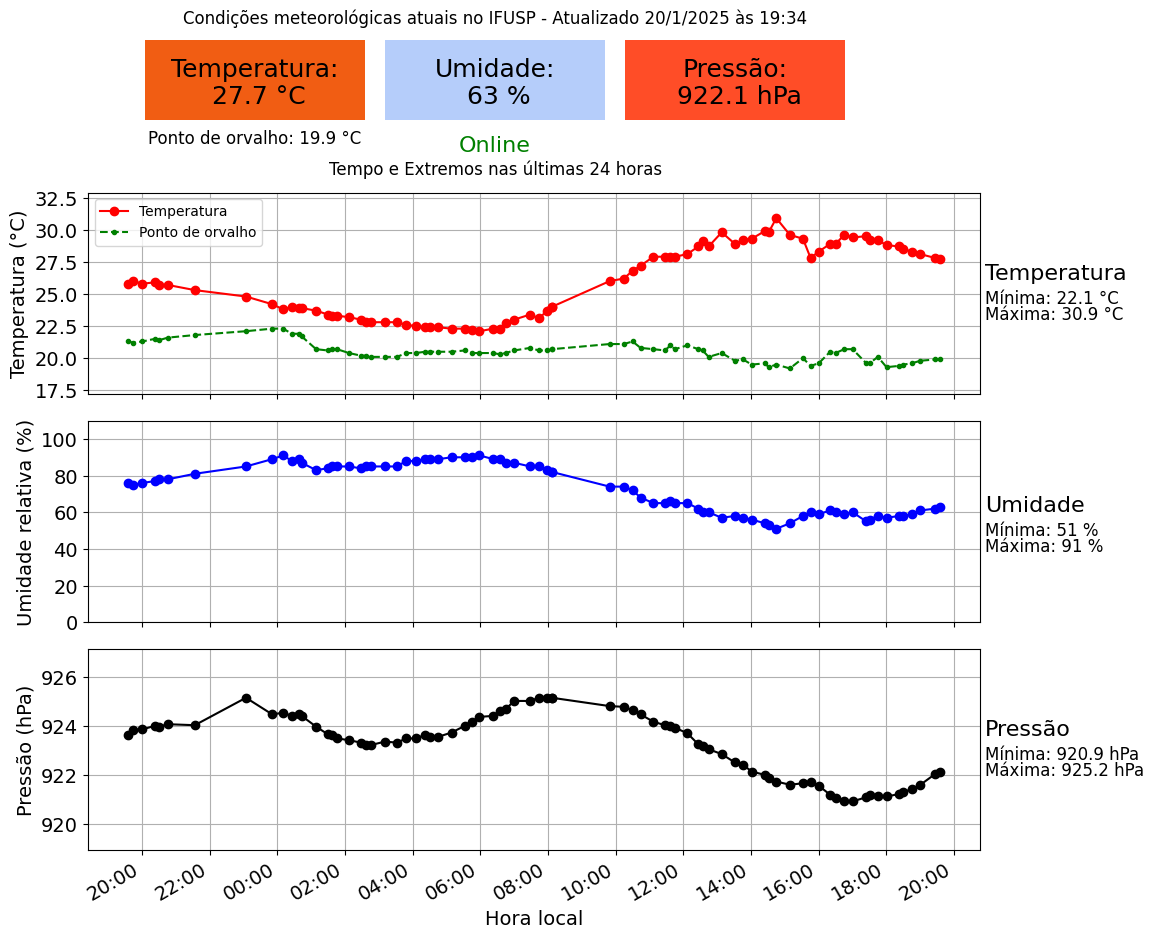 Condições meteorológicas atuais no IFUSP - Atualizado 20/1/2025 às 19:34
Temperatura:
27.7 °C
Umidade:
63 %
Pressão:
922.1 hPa
Ponto de orvalho: 19.9 °C
Online
Tempo e Extremos nas últimas 24 horas
Temperatura (°C)
32.5
30.0
27.5
25.0
22.5
20.0
17.5
Temperatura
Ponto de orvalho
Temperatura
Mínima: 22.1 °C
Máxima: 30.9 °C
Umidade relativa (%)
100
80
60
40
20
0
Umidade
Mínima: 51 %
Máxima: 91 %
Pressão (hPa)
926
924
922
920
Pressão
Mínima: 920.9 hPa
Máxima: 925.2 hPa
20:00 22:00 00:00 02:00 04:00 06:00 08:00 10:00 12:00 14:00 16:00 18:00 20:00
Hora local